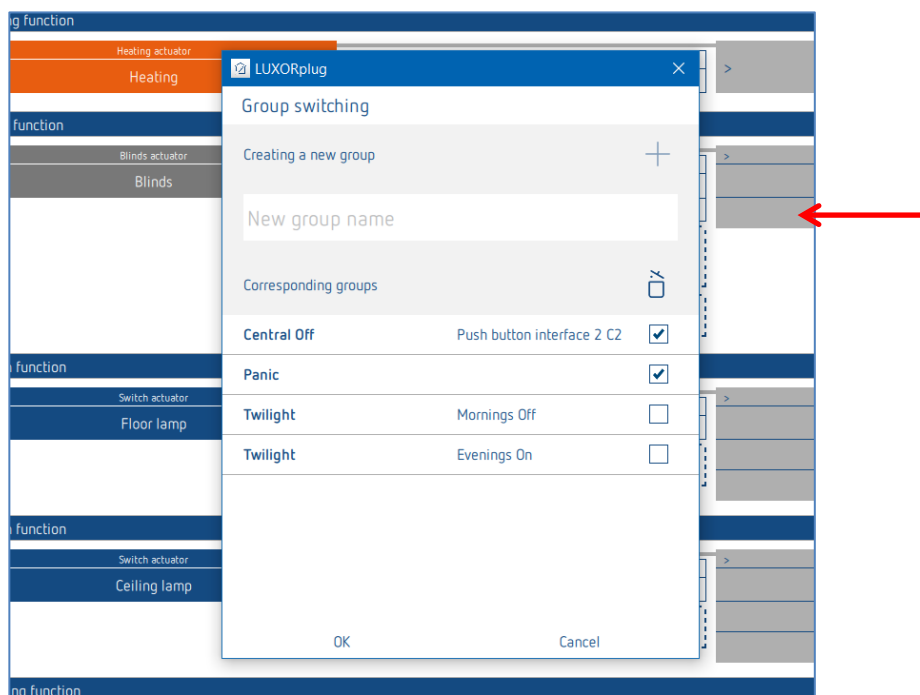 ng function
Heating actuator
Heating
>
LUXORplug
Group switching
function
Creating a new group
Blinds actuator
Blinds
>
New group name
Corresponding groups
Central Off Push button interface 2 C2
Panic
function
Switch actuator
>
Twilight Mornings Off
Floor lamp
Twilight Evenings On
function
Switch actuator
>
Ceiling lamp
OK Cancel
ng function